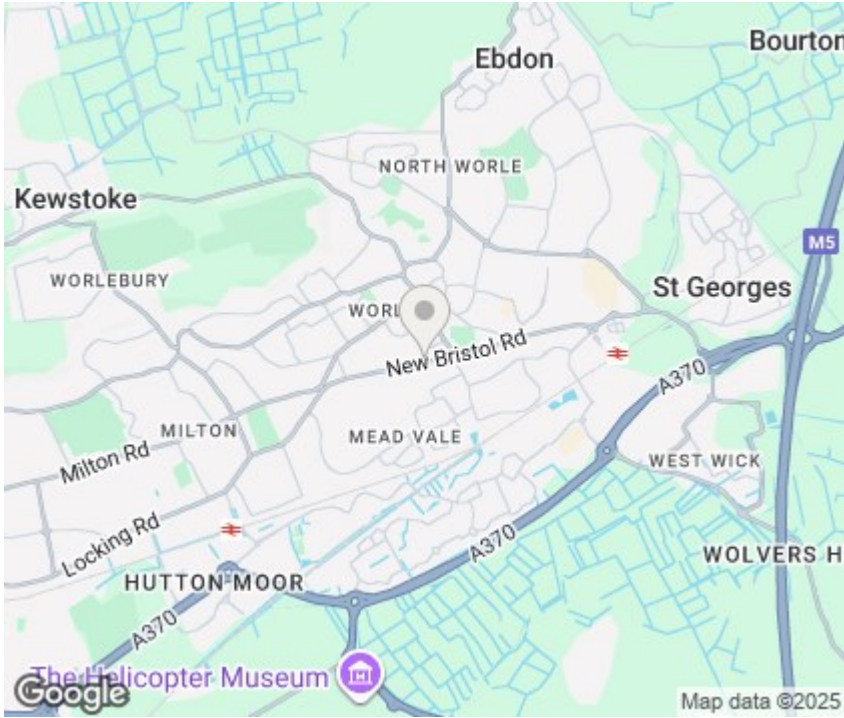 Ebdon
Bourton
NORTH WORLE
Kewstoke
M5
WORLEBURY
St Georges
WORL
New Bristol Rd
A370
MILTON
MEAD VALE
Milton Rd
WEST WICK
Locking Rd
A370
WOLVERS H
HUTTON MOOR
A370
The Helicopter Museum
Google
Map data ©2025